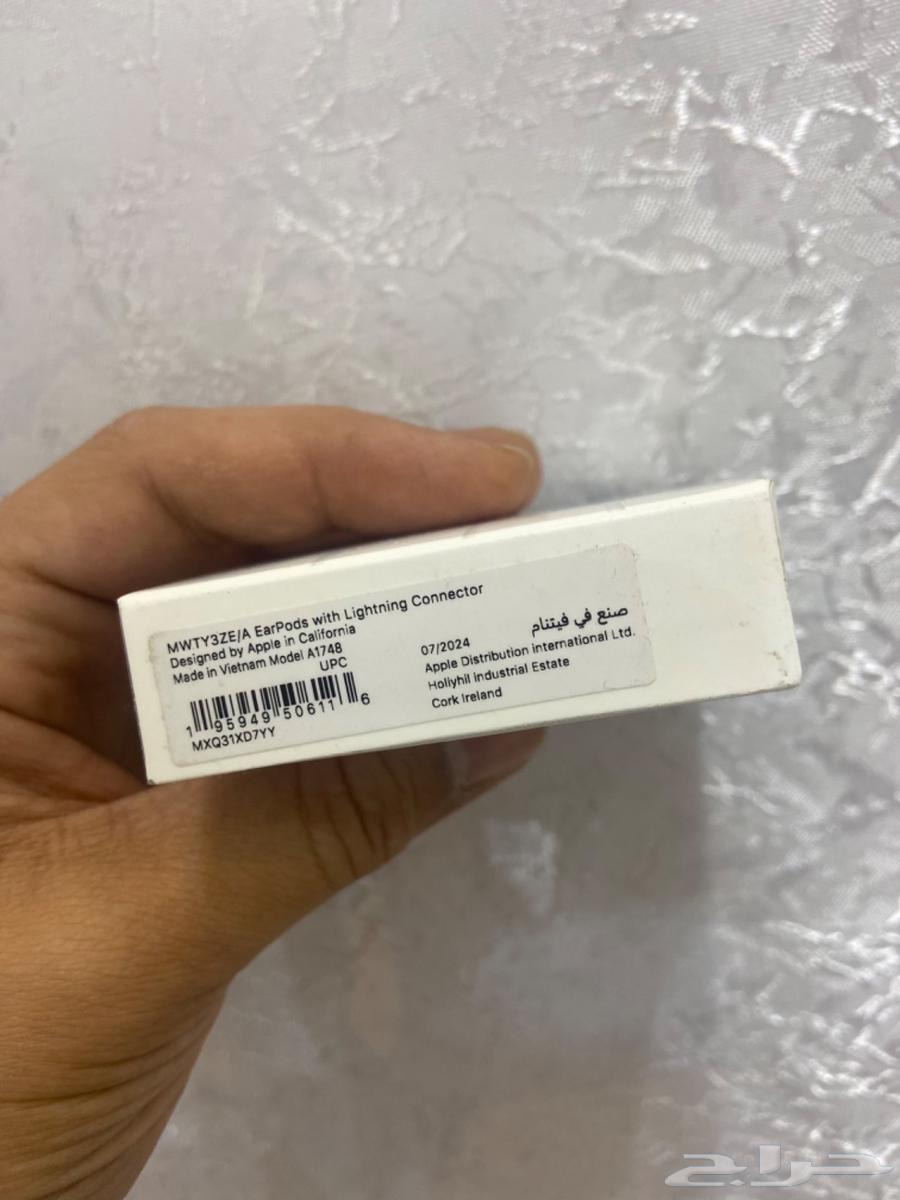 MWTY3ZE/A EarPods with Lightning Connector
Designed by Apple in California
Made in Vietnam Model A1748
UPC
1 95949 50611 6
MXQ31XD7YY
صنع في فيتنام
07/2024
Apple Distribution International Ltd.
Hollyhil Industrial Estate
Cork Ireland
حراج